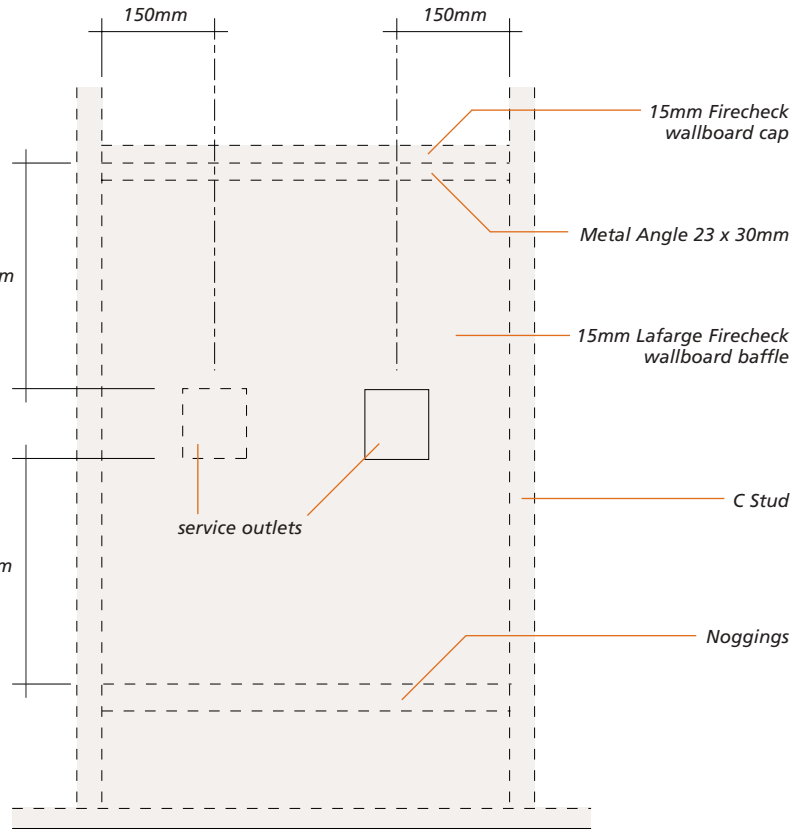 150mm
150mm
15mm Firecheck
wallboard cap
Metal Angle 23 x 30mm
15mm Lafarge Firecheck
wallboard baffle
service outlets
C Stud
Noggings